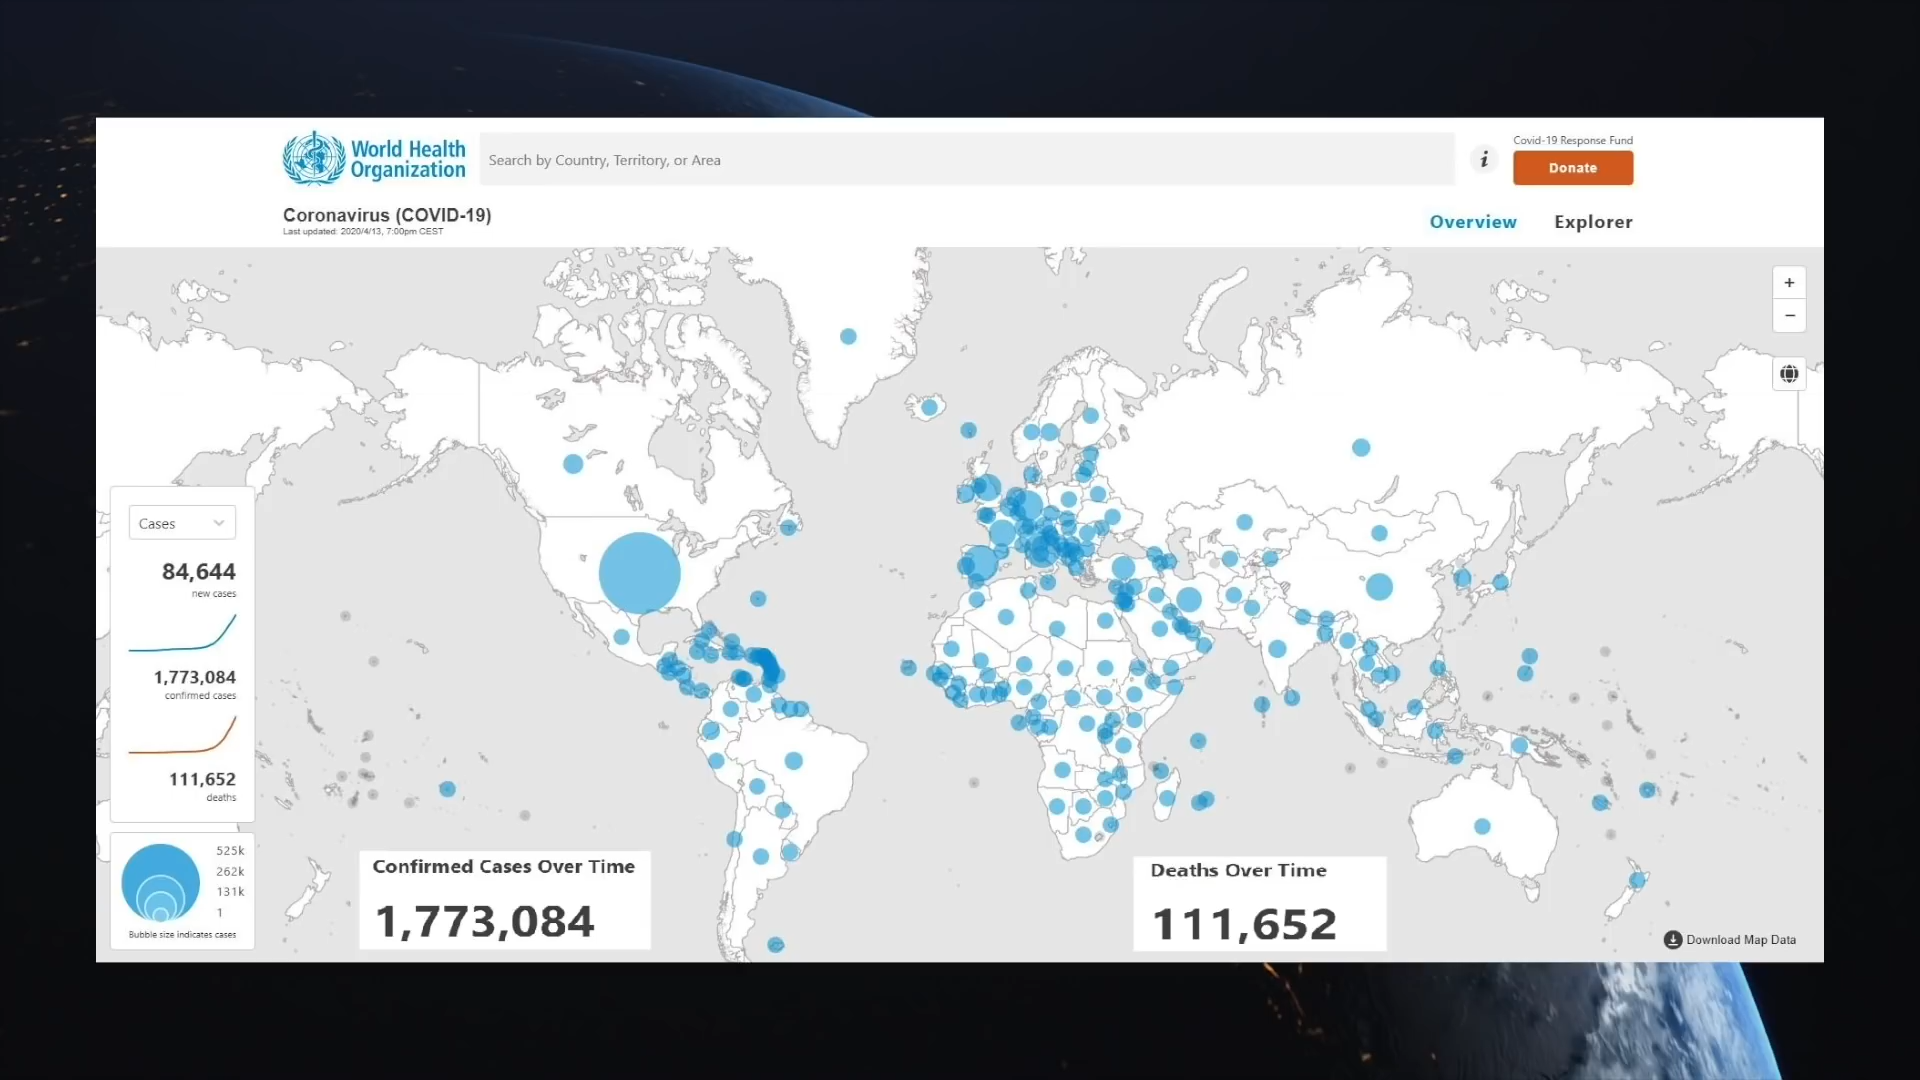 World Health
Organization
Search by Country, Territory, or Area
i
Covid-19 Response Fund
Donate
Coronavirus (COVID-19)
Last updated: 2020/4/13, 7:00pm CEST
Overview
Explorer
+
−
Cases
84,644
new cases
1,773,084
confirmed cases
111,652
deaths
525k
262k
131k
1
Bubble size indicates cases
Confirmed Cases Over Time
1,773,084
Deaths Over Time
111,652
Download Map Data